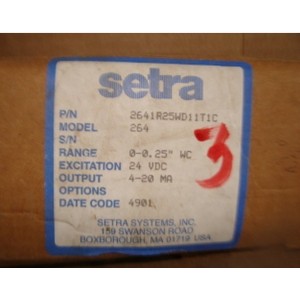 setra
P/N 2641R25WD11T1C
MODEL 264
S/N
RANGE 0-0.25" WC
EXCITATION 24 VDC
OUTPUT 4-20 MA
OPTIONS
DATE CODE 4901
3
SETRA SYSTEMS, INC.
159 SWANSON ROAD
BOXBOROUGH, MA 01719 USA